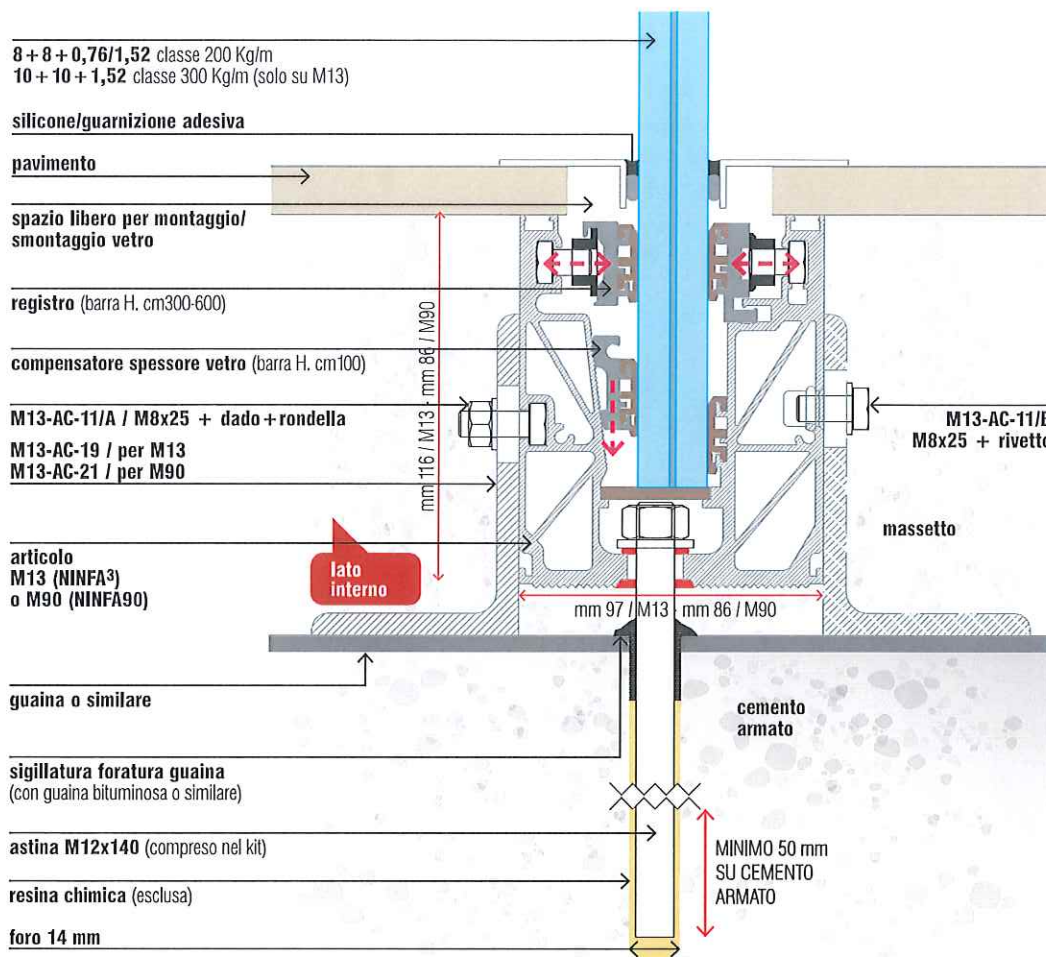 8 + 8 + 0,76/1,52 classe 200 Kg/m
10 + 10 + 1,52 classe 300 Kg/m (solo su M13)
silicone/guarnizione adesiva
pavimento
spazio libero per montaggio/
smontaggio vetro
registro (barra H. cm300-600)
compensatore spessore vetro (barra H. cm100)
M13-AC-11/A / M8x25 + dado+rondella
M13-AC-19 / per M13
M13-AC-21 / per M90
articolo
M13 (NINFA³)
o M90 (NINFA90)
lato
interno
mm 116 / M13 - mm 86 / M90
mm 97 / M13 - mm 86 / M90
M13-AC-11/B
M8x25 + rivetto
massetto
guaina o similare
cemento
armato
sigillatura foratura guaina
(con guaina bituminosa o similare)
astina M12x140 (compreso nel kit)
MINIMO 50 mm
SU CEMENTO
ARMATO
resina chimica (esclusa)
foro 14 mm